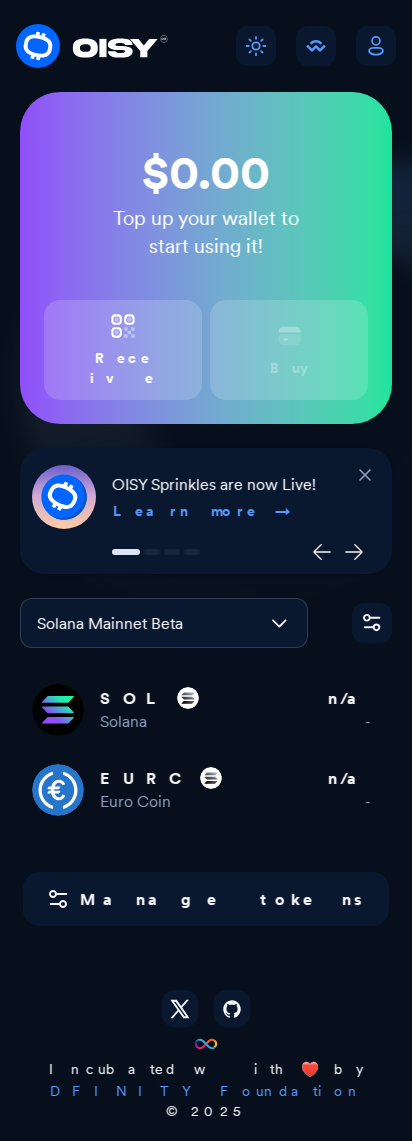 OISY
$0.00
Top up your wallet to
start using it!
Receive
Buy
OISY Sprinkles are now Live!
Learn more →
Solana Mainnet Beta
SOL
n/a
Solana
-
EURC
n/a
Euro Coin
-
Manage tokens
Incubated with ❤️ by
DFINITY Foundation
© 2025